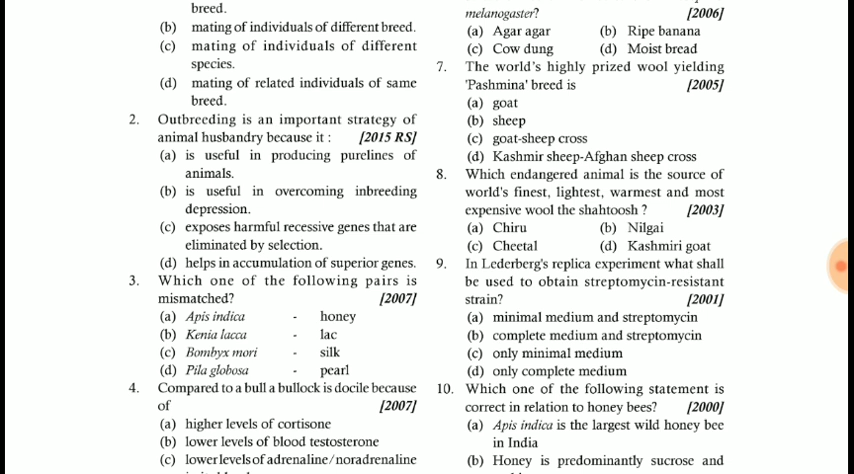 breed.
(b) mating of individuals of different breed.
(c) mating of individuals of different
species.
(d) mating of related individuals of same
breed.
2. Outbreeding is an important strategy of
animal husbandry because it : [2015 RS]
(a) is useful in producing purelines of
animals.
(b) is useful in overcoming inbreeding
depression.
(c) exposes harmful recessive genes that are
eliminated by selection.
(d) helps in accumulation of superior genes.
3. Which one of the following pairs is
mismatched? [2007]
(a) Apis indica - honey
(b) Kenia lacca - lac
(c) Bombyx mori - silk
(d) Pila globosa - pearl
4. Compared to a bull a bullock is docile because
of [2007]
(a) higher levels of cortisone
(b) lower levels of blood testosterone
(c) lower levels of adrenaline/noradrenaline
melanogaster? [2006]
(a) Agar agar (b) Ripe banana
(c) Cow dung (d) Moist bread
7. The world's highly prized wool yielding
'Pashmina' breed is [2005]
(a) goat
(b) sheep
(c) goat-sheep cross
(d) Kashmir sheep-Afghan sheep cross
8. Which endangered animal is the source of
world's finest, lightest, warmest and most
expensive wool the shahtoosh ? [2003]
(a) Chiru (b) Nilgai
(c) Cheetal (d) Kashmiri goat
9. In Lederberg's replica experiment what shall
be used to obtain streptomycin-resistant
strain? [2001]
(a) minimal medium and streptomycin
(b) complete medium and streptomycin
(c) only minimal medium
(d) only complete medium
10. Which one of the following statement is
correct in relation to honey bees? [2000]
(a) Apis indica is the largest wild honey bee
in India
(b) Honey is predominantly sucrose and